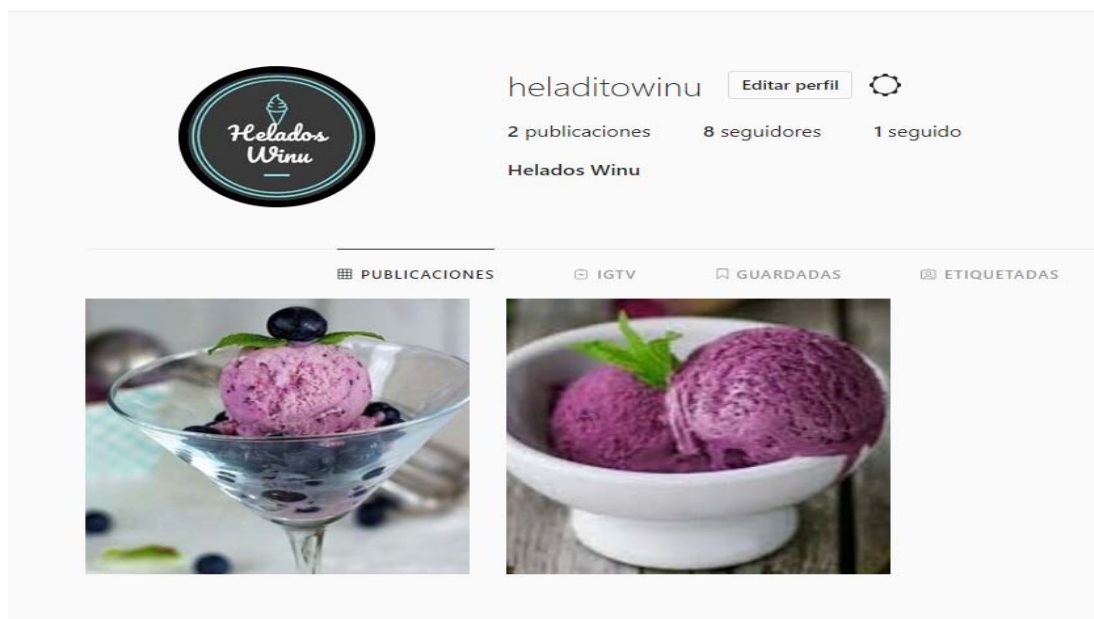 Helados
Winu
heladitowinu Editar perfil
2 publicaciones 8 seguidores 1 seguido
Helados Winu
PUBLICACIONES IGTV GUARDADAS ETIQUETADAS